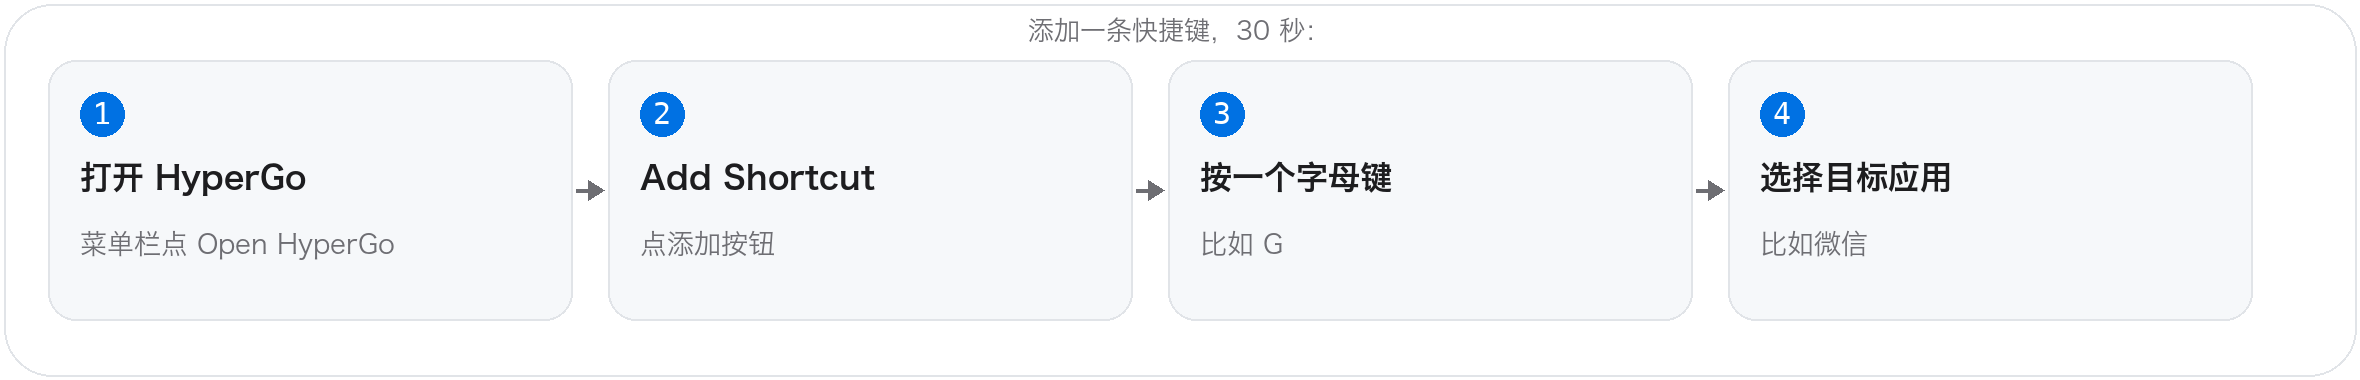 添加一条快捷键，30 秒：
1
打开 HyperGo
菜单栏点 Open HyperGo
2
Add Shortcut
点添加按钮
3
按一个字母键
比如 G
4
选择目标应用
比如微信